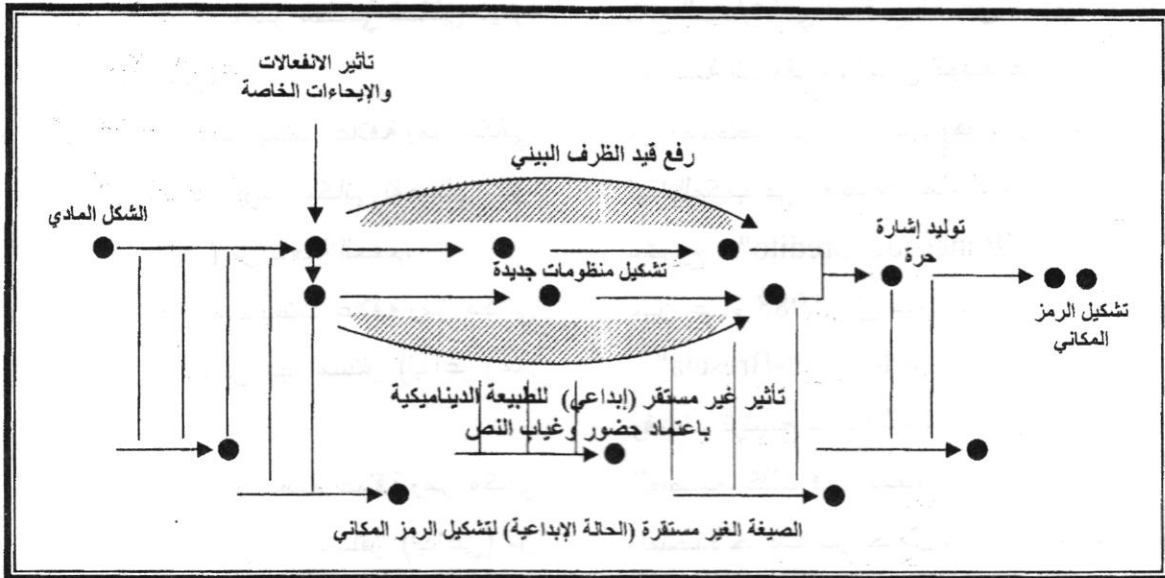 تأثير الانفعالات
والإيحاءات الخاصة
رفع قيد الظرف البيني
الشكل المادي
توليد إشارة
حرة
تشكيل منظومات جديدة
تشكيل الرمز
المكاني
تأثير غير مستقر (إبداعي) للطبيعة الديناميكية
باعتماد حضور وغياب النص
الصيغة الغير مستقرة (الحالة الإبداعية) لتشكيل الرمز المكاني